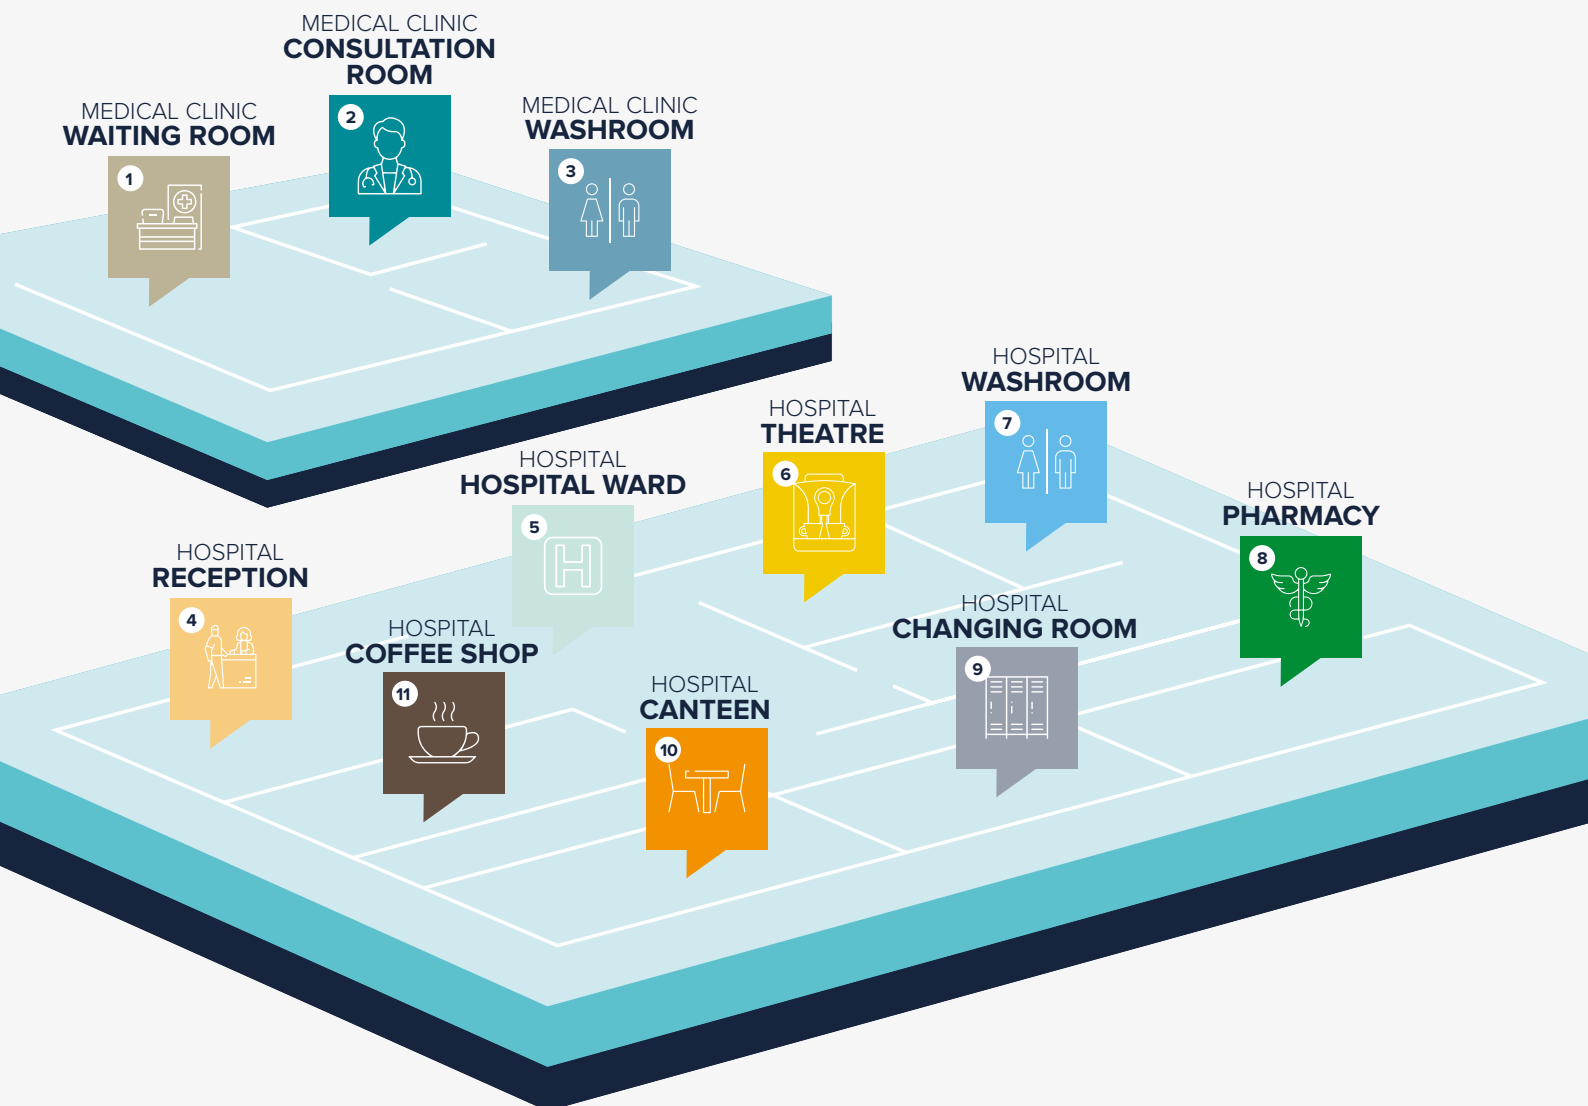 MEDICAL CLINIC
WAITING ROOM
1
MEDICAL CLINIC
CONSULTATION
ROOM
2
MEDICAL CLINIC
WASHROOM
3
HOSPITAL
RECEPTION
4
HOSPITAL
HOSPITAL WARD
5
H
HOSPITAL
THEATRE
6
HOSPITAL
WASHROOM
7
HOSPITAL
PHARMACY
8
HOSPITAL
CHANGING ROOM
9
HOSPITAL
CANTEEN
10
HOSPITAL
COFFEE SHOP
11